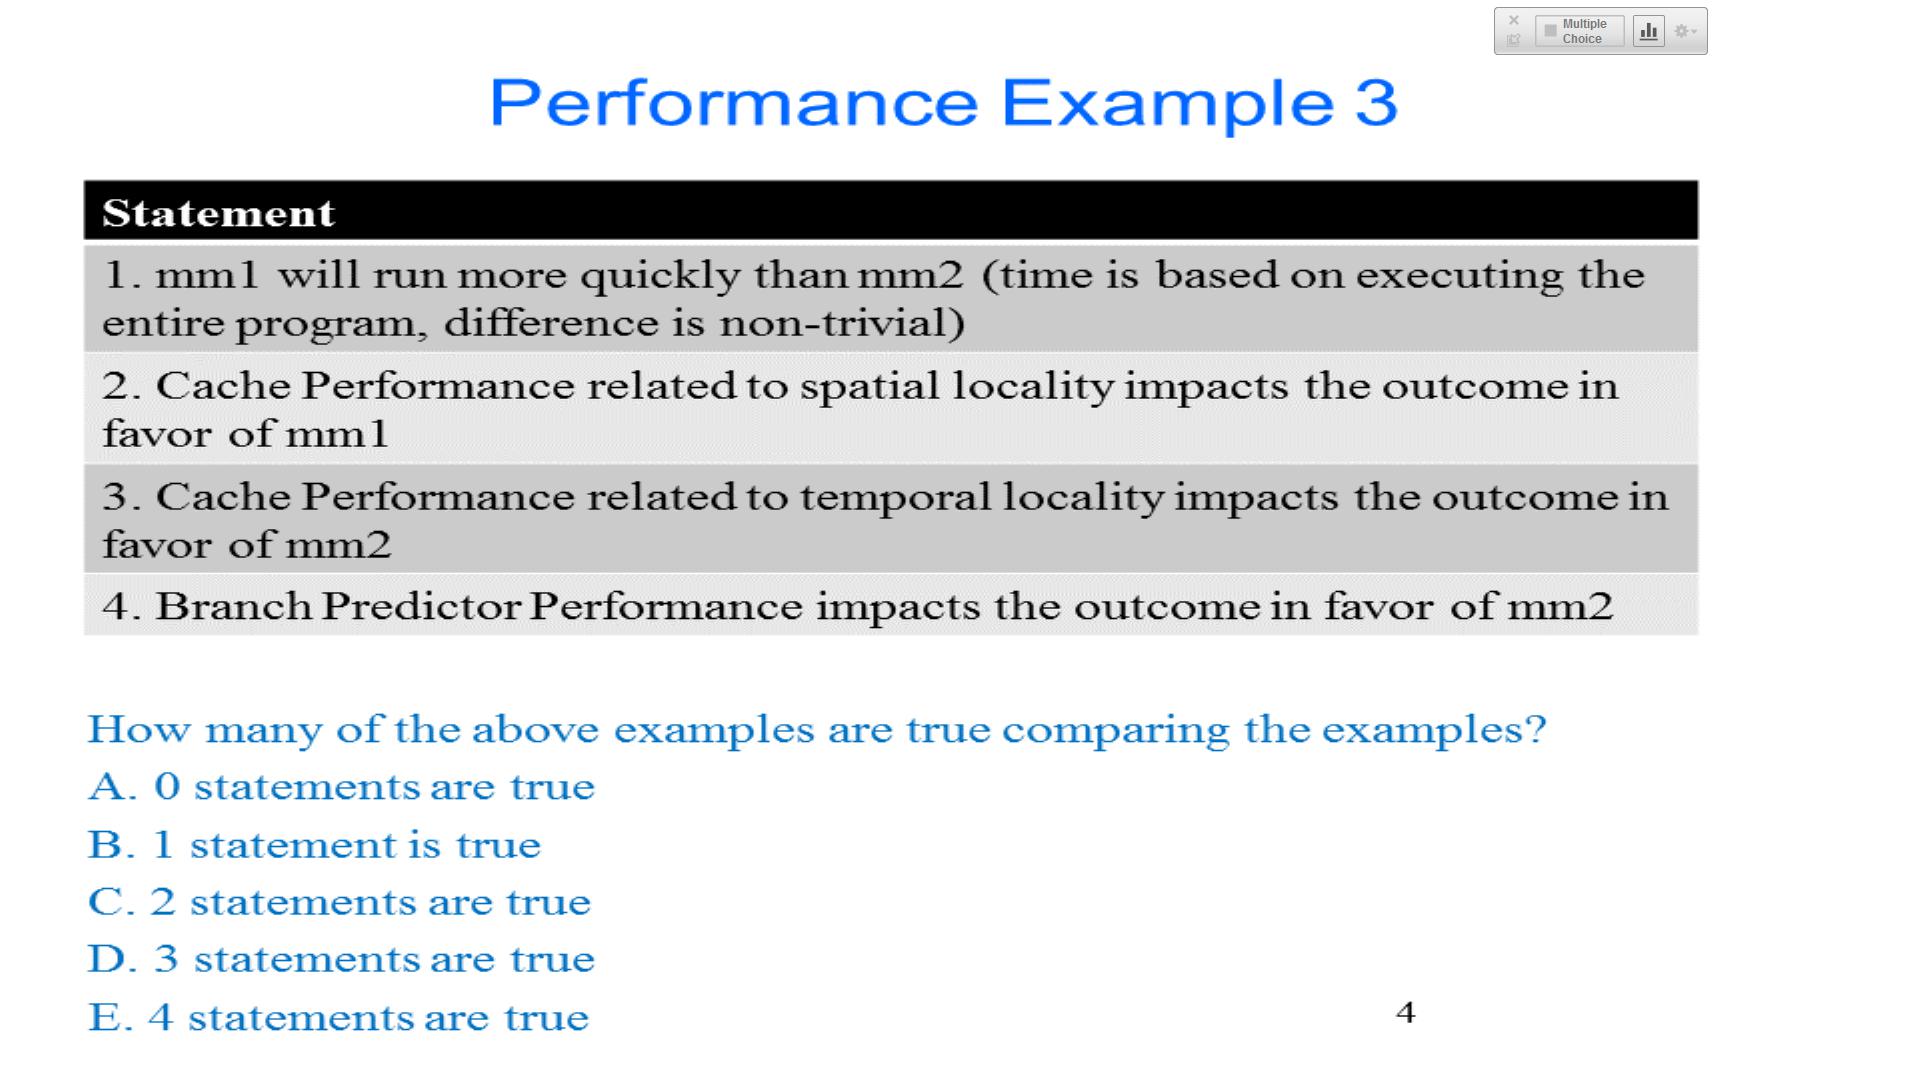 Multiple
Choice
Performance Example 3
Statement
1. mm1 will run more quickly than mm2 (time is based on executing the
entire program, difference is non-trivial)
2. Cache Performance related to spatial locality impacts the outcome in
favor of mm1
3. Cache Performance related to temporal locality impacts the outcome in
favor of mm2
4. Branch Predictor Performance impacts the outcome in favor of mm2
How many of the above examples are true comparing the examples?
A. 0 statements are true
B. 1 statement is true
C. 2 statements are true
D. 3 statements are true
E. 4 statements are true
4